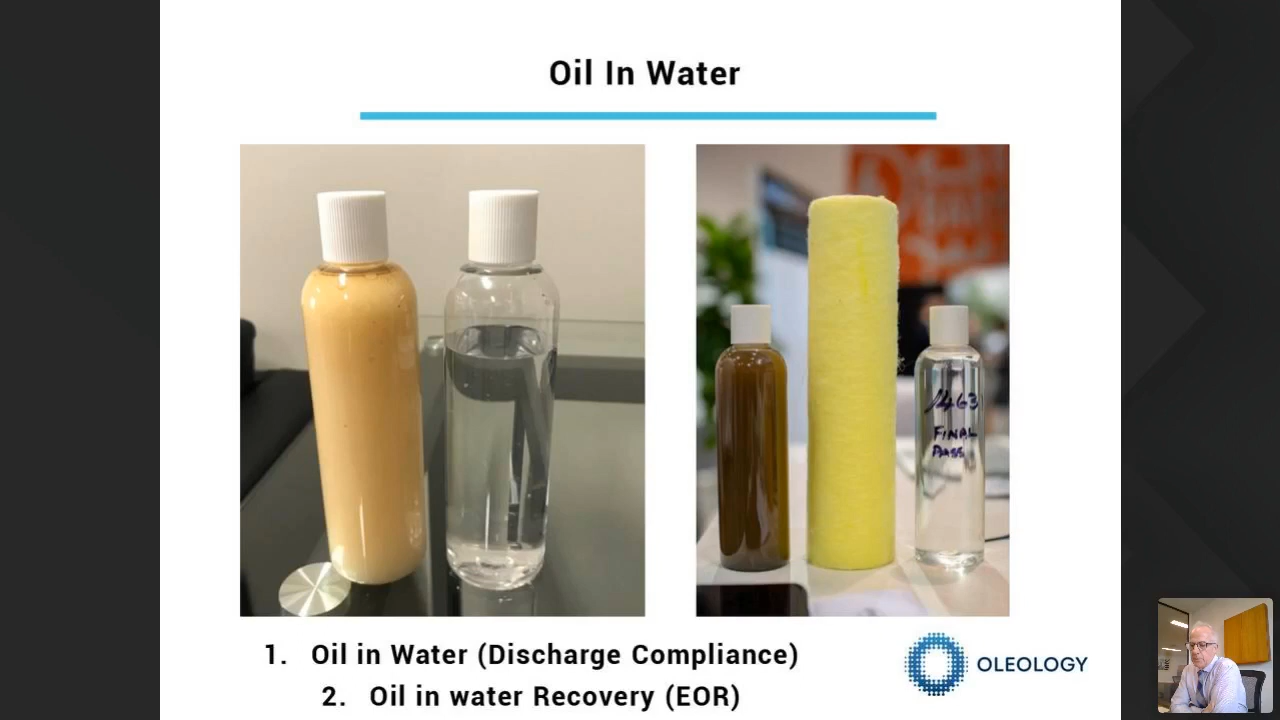 Oil In Water
1463
FINAL
PASS
1. Oil in Water (Discharge Compliance)
2. Oil in water Recovery (EOR)
OLEOLOGY